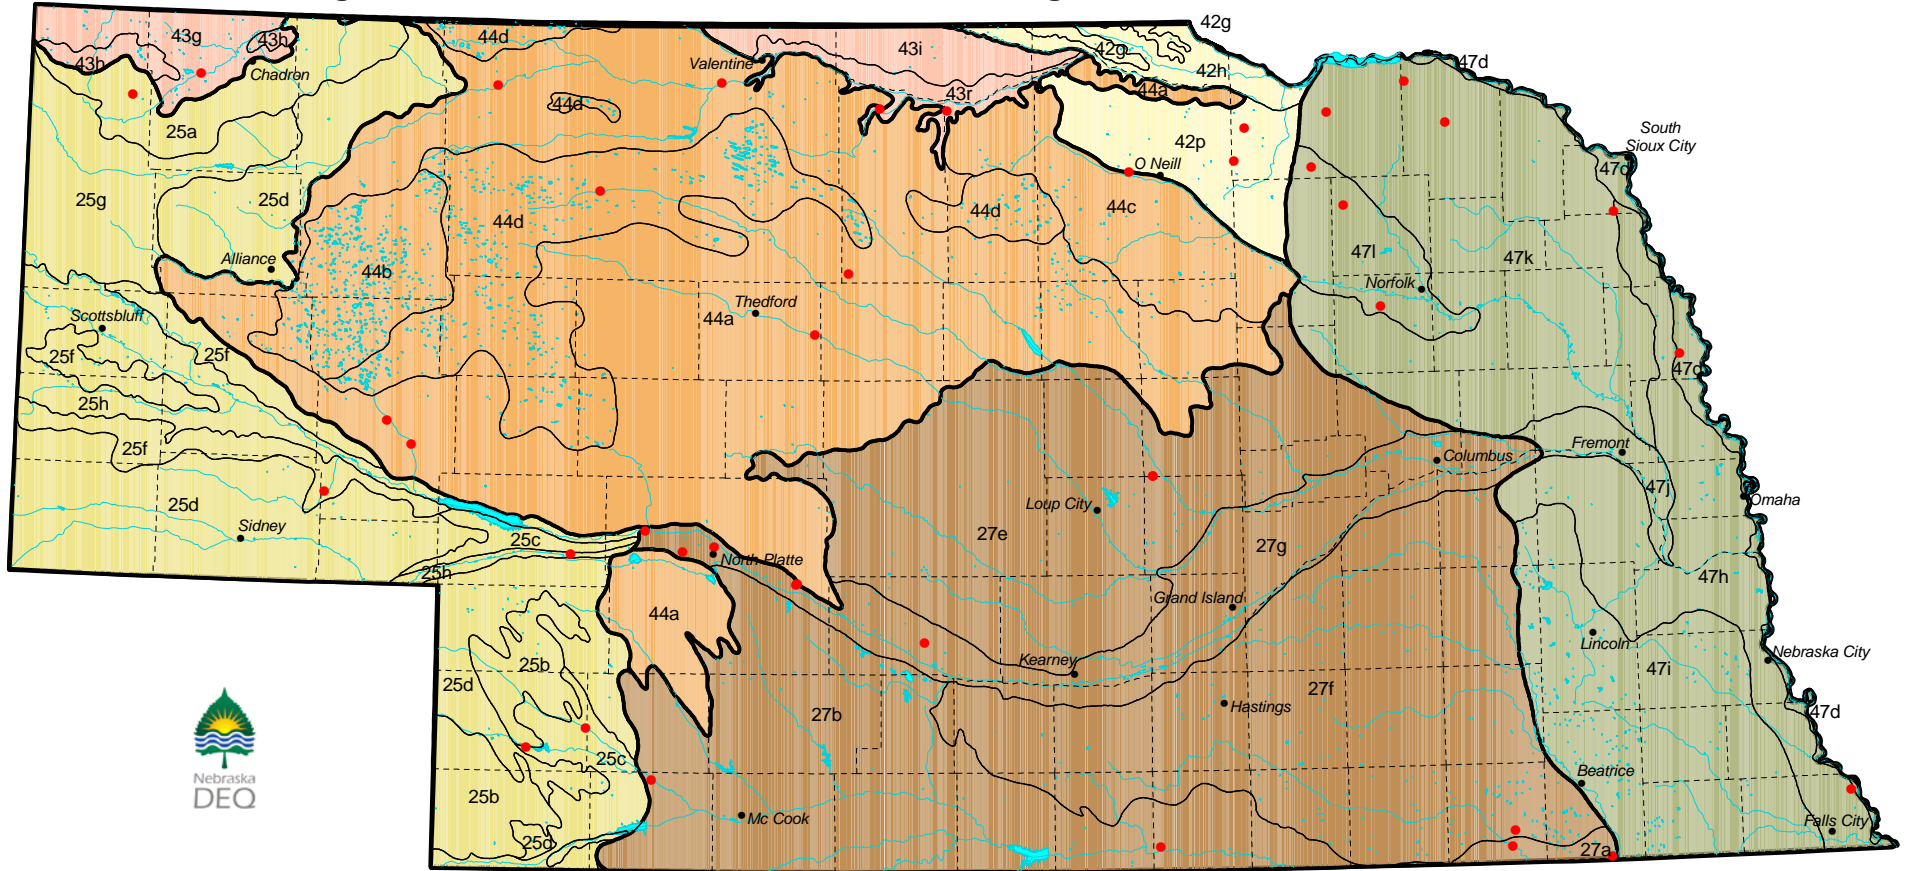 42g
43g
43h
44d
43i
42g
43h
Chadron
Valentine
42h
47d
44d
43r
44a
25a
42p
South
Sioux City
O Neill
47d
25g
25d
44d
44d
44c
47l
47k
Alliance
44b
Norfolk
Scottsbluff
Thedford
44a
25f
25f
47d
25h
25f
Fremont
Columbus
25d
47j
Omaha
Loup City
Sidney
25c
27e
27g
North Platte
25h
47h
Grand Island
44a
Lincoln
Nebraska City
25b
Kearney
47i
25d
27f
27b
Hastings
47d
25c
Nebraska
DEQ
Beatrice
25b
Mc Cook
Falls City
25d
27a